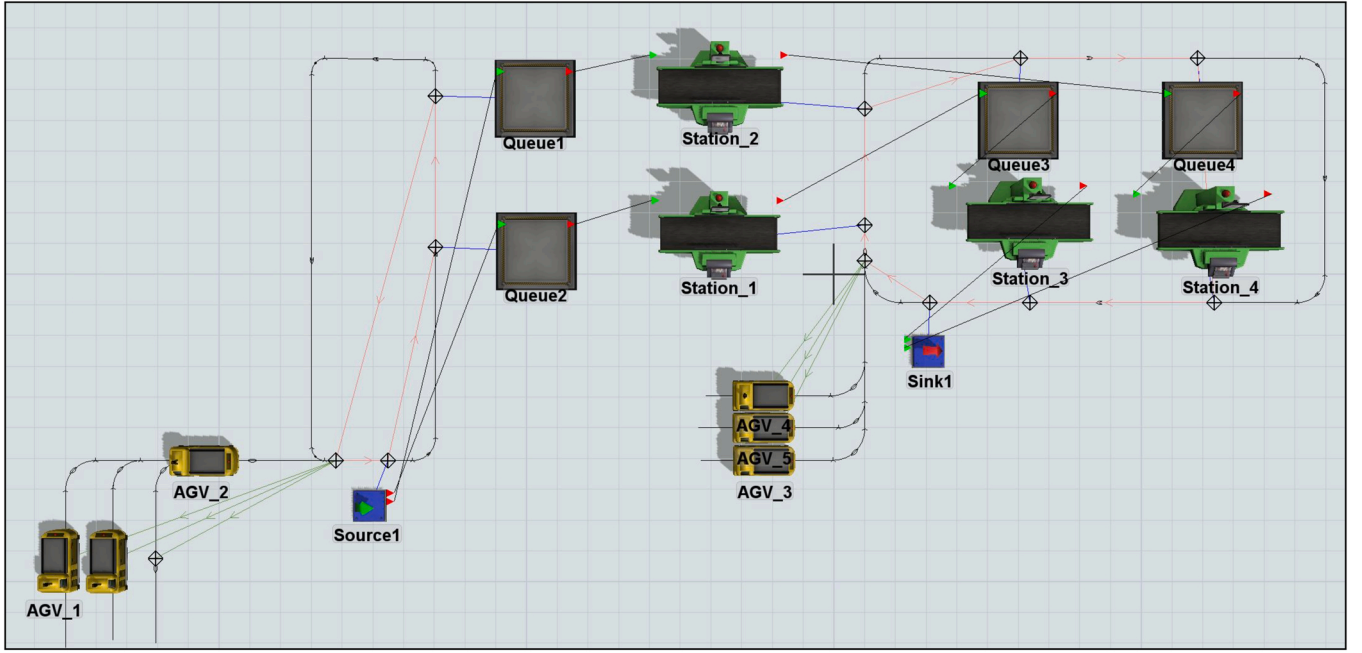 Queue1
Station_2
Queue3
Queue4
Queue2
Station_1
Station_3
Station_4
Sink1
AGV_4
AGV_5
AGV_3
AGV_2
Source1
AGV_1